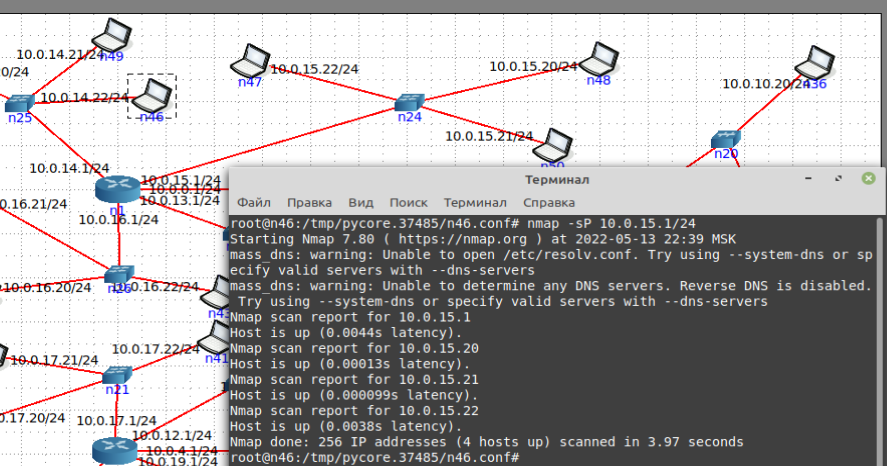 10.0.14.21/24
n49
0/24
10.0.14.22/24
n25
n46
10.0.15.22/24
n47
10.0.15.20/24
n48
n24
10.0.15.21/24
n50
10.0.10.20/24
n36
n20
10.0.14.1/24
10.0.15.1/24
10.0.0.1/24
10.0.13.1/24
n1
10.0.16.1/24
0.16.21/24
10.0.16.20/24
n26
10.0.16.22/24
n4
10.0.17.22/24
n41
10.0.17.21/24
n21
0.17.20/24
10.0.17.1/24
10.0.12.1/24
10.0.4.1/24
10.0.19.1/24
Терминал
Файл Правка Вид Поиск Терминал Справка
root@n46:/tmp/pycore.37485/n46.conf# nmap -sP 10.0.15.1/24
Starting Nmap 7.80 ( https://nmap.org ) at 2022-05-13 22:39 MSK
mass_dns: warning: Unable to open /etc/resolv.conf. Try using --system-dns or sp
ecify valid servers with --dns-servers
mass_dns: warning: Unable to determine any DNS servers. Reverse DNS is disabled.
Try using --system-dns or specify valid servers with --dns-servers
Nmap scan report for 10.0.15.1
Host is up (0.0044s latency).
Nmap scan report for 10.0.15.20
Host is up (0.00013s latency).
Nmap scan report for 10.0.15.21
Host is up (0.000099s latency).
Nmap scan report for 10.0.15.22
Host is up (0.0038s latency).
Nmap done: 256 IP addresses (4 hosts up) scanned in 3.97 seconds
root@n46:/tmp/pycore.37485/n46.conf#